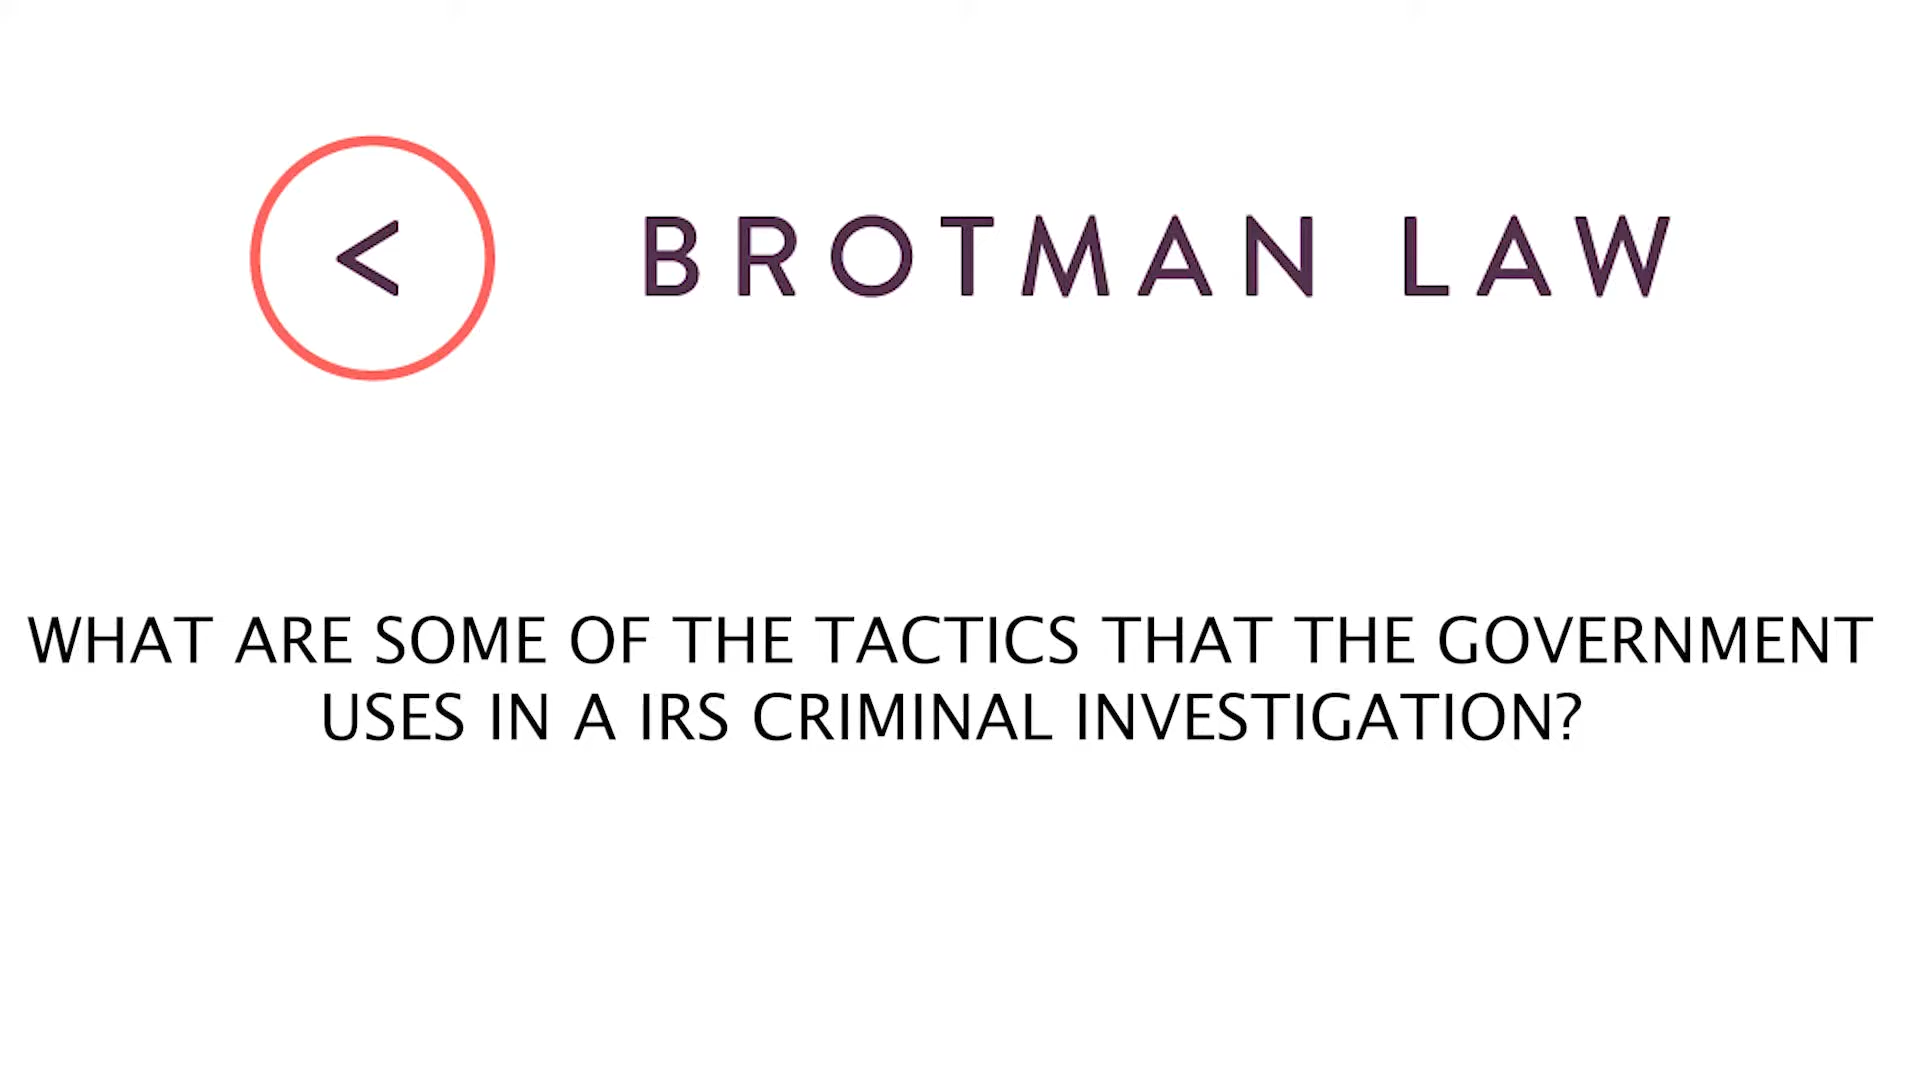 BROTMAN LAW
WHAT ARE SOME OF THE TACTICS THAT THE GOVERNMENT
USES IN A IRS CRIMINAL INVESTIGATION?